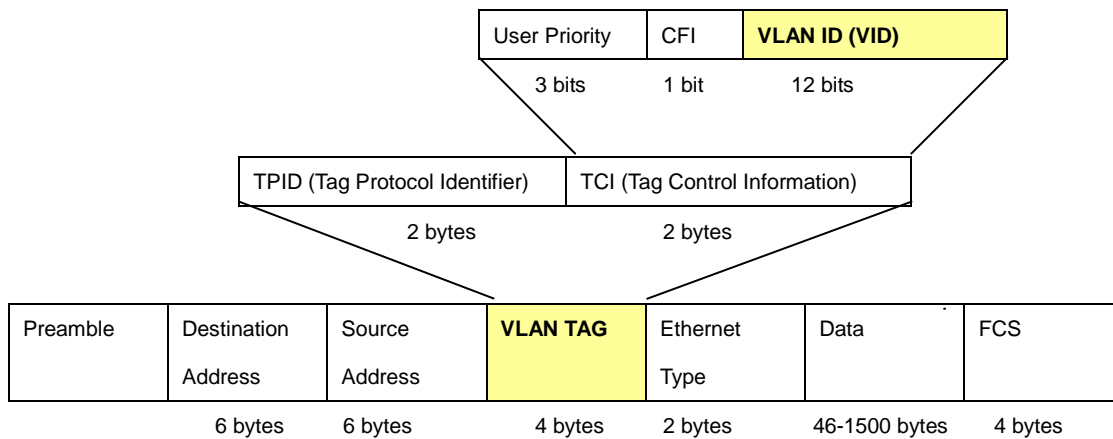 User Priority CFI VLAN ID (VID)
3 bits 1 bit 12 bits
TPID (Tag Protocol Identifier) TCI (Tag Control Information)
2 bytes 2 bytes
Preamble Destination Source VLAN TAG Ethernet Data FCS
Address Address Type
6 bytes 6 bytes 4 bytes 2 bytes 46-1500 bytes 4 bytes